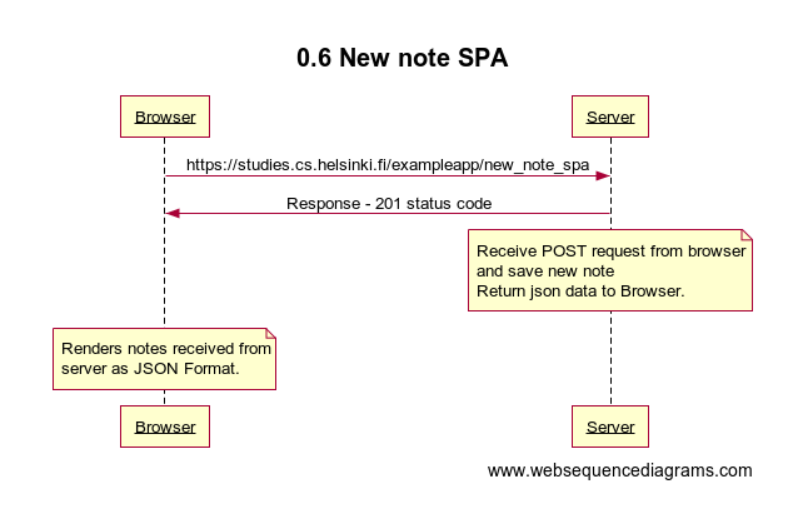 0.6 New note SPA
Browser
Server
https://studies.cs.helsinki.fi/exampleapp/new_note_spa
Response - 201 status code
Receive POST request from browser
and save new note
Return json data to Browser.
Renders notes received from
server as JSON Format.
Browser
Server
www.websequencediagrams.com